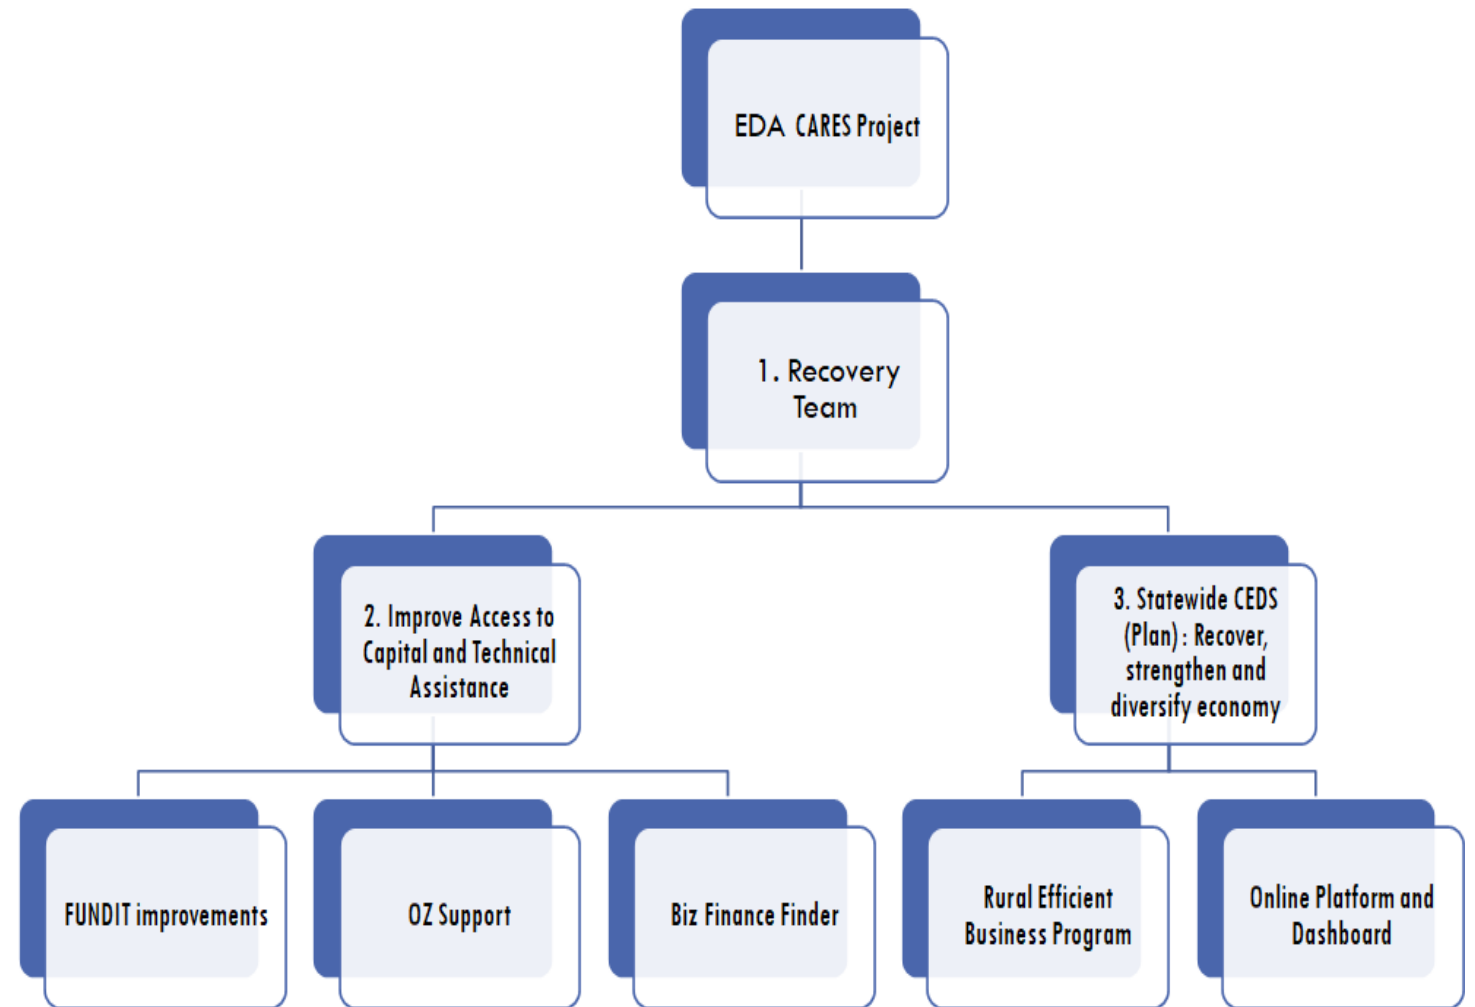 EDA CARES Project
1. Recovery
Team
2. Improve Access to
Capital and Technical
Assistance
3. Statewide CEDS
(Plan) : Recover,
strengthen and
diversify economy
FUNDIT improvements
OZ Support
Biz Finance Finder
Rural Efficient
Business Program
Online Platform and
Dashboard